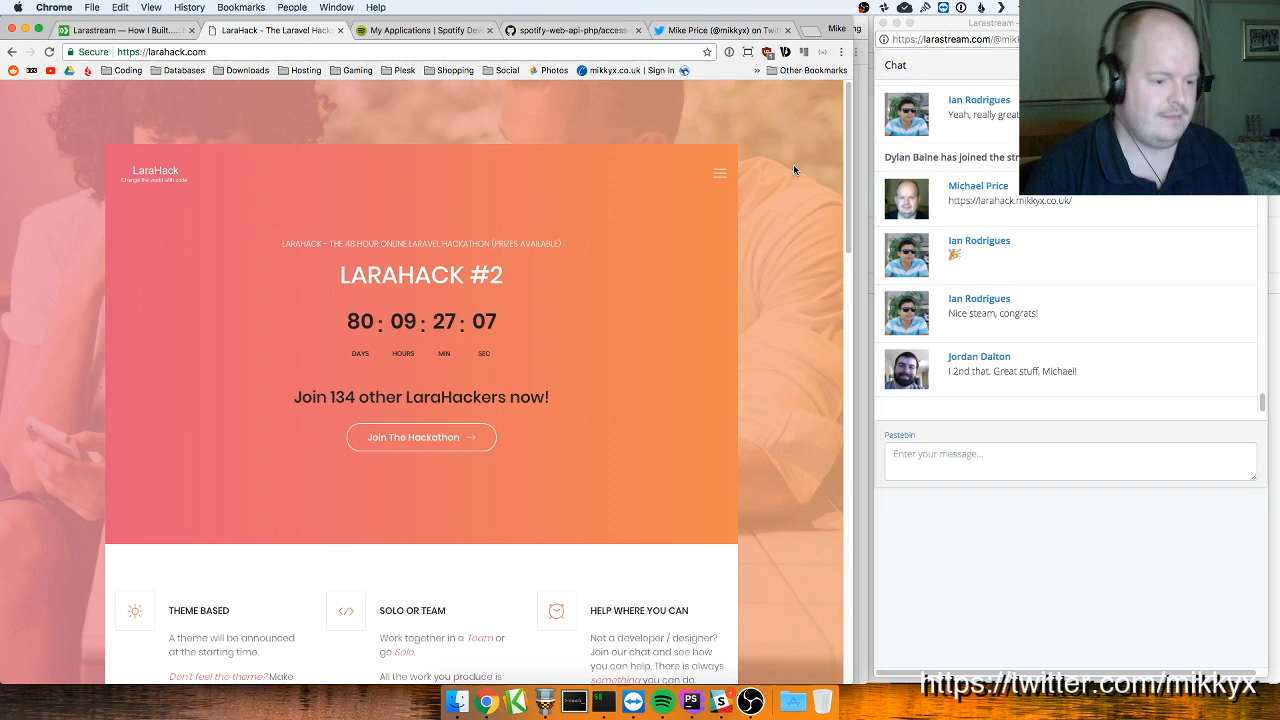 Chrome File Edit View History Bookmarks People Window Help
Larastream — How I Built...
LaraHack - The Laravel Hacka
My Applications | Spotify Dev
spotify-web-api-php/access-
Mike Price (@mikkyx) on Twit
Mike
Secure https://larahack.com
Coding Databases Downloads Hosting Gaming Plesk Shopping Social Photos mikkyx.co.uk | Sign In » Other Bookmarks
LaraHack
Change the world with code
LARAHACK - THE 48 HOUR ONLINE LARAVEL HACKATHON (PRIZES AVAILABLE)
LARAHACK #2
80 : 09 : 27 : 07
DAYS HOURS MIN SEC
Join 134 other LaraHackers now!
Join The Hackathon
THEME BASED
A theme will be announced
at the starting time.
Don't feel the theme? Make
SOLO OR TEAM
Work together in a Team or
go Solo.
All the work you produce is
HELP WHERE YOU CAN
Not a developer / designer?
Join our chat and see how
you can help. There is always
something you can do.
Larastream —
https://larastream.com/@mikk
Chat
Ian Rodrigues
Yeah, really great
Dylan Baine has joined the str
Michael Price
https://larahack.mikkyx.co.uk/
Ian Rodrigues
Ian Rodrigues
Nice steam, congrats!
Jordan Dalton
I 2nd that. Great stuff, Michael!
Pastebin
Enter your message...
https://twitter.com/mikkyx